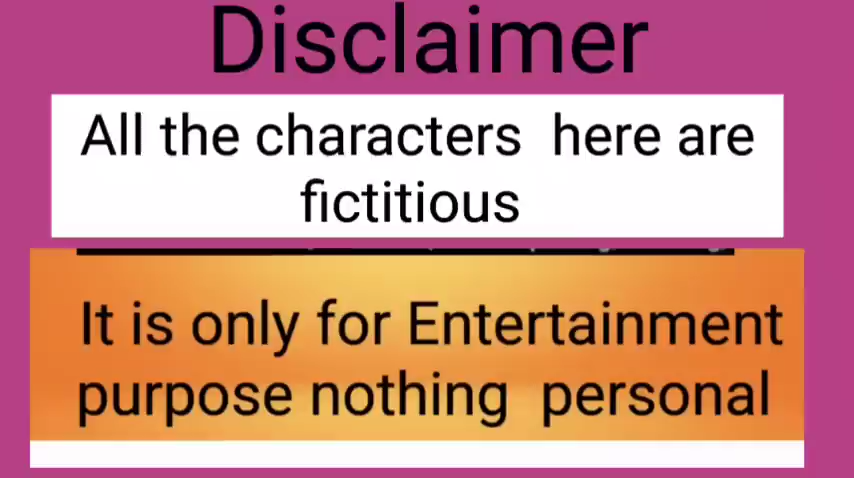 Disclaimer
All the characters here are
fictitious
It is only for Entertainment
purpose nothing personal